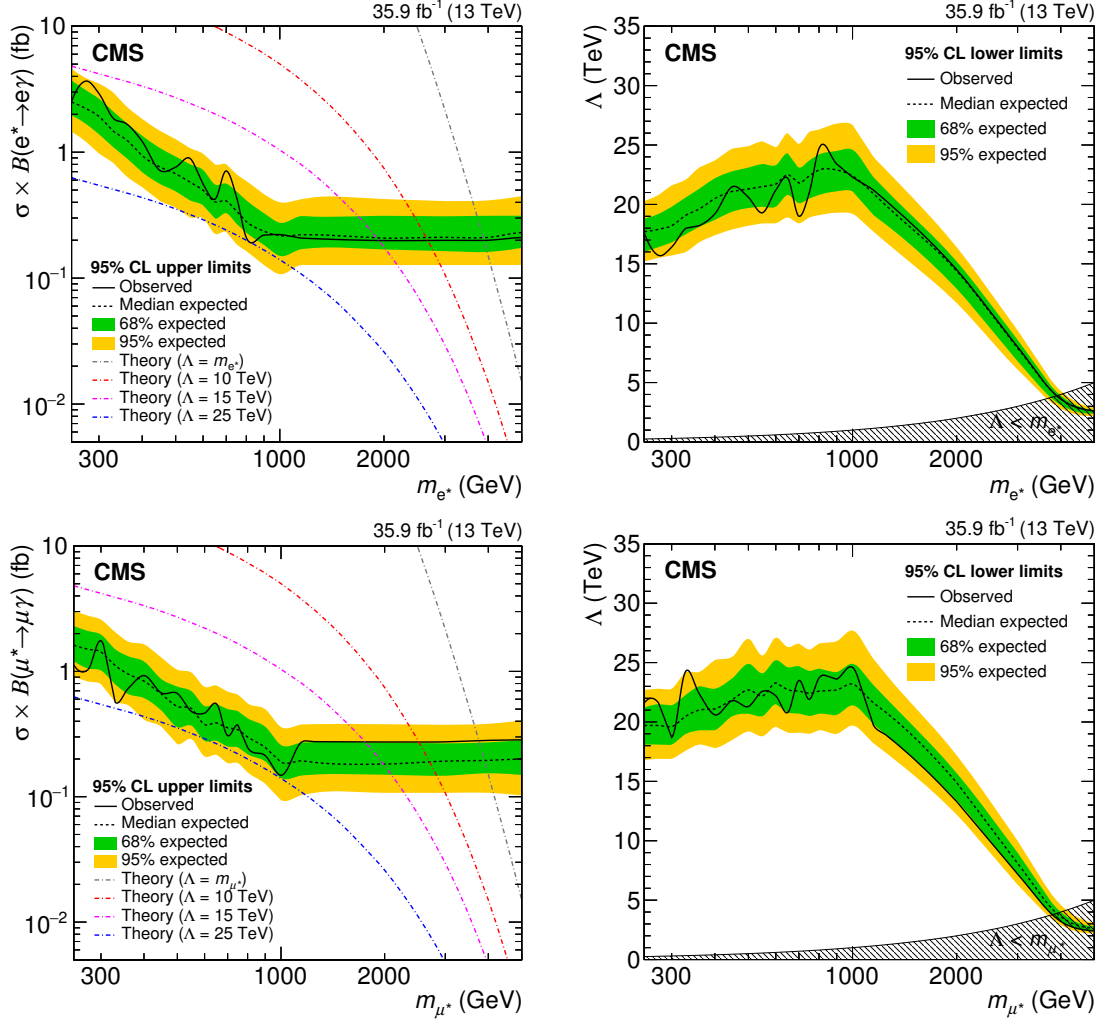 35.9 fb⁻¹ (13 TeV)
CMS
σ × B(e*→eγ) (fb)
10
1
10⁻¹
10⁻²
95% CL upper limits
Observed
Median expected
68% expected
95% expected
Theory (Λ = mₑ*)
Theory (Λ = 10 TeV)
Theory (Λ = 15 TeV)
Theory (Λ = 25 TeV)
300 1000 2000
mₑ* (GeV)
35.9 fb⁻¹ (13 TeV)
CMS
Λ (TeV)
35
30
25
20
15
10
5
0
95% CL lower limits
Observed
Median expected
68% expected
95% expected
Λ < mₑ*
300 1000 2000
mₑ* (GeV)
35.9 fb⁻¹ (13 TeV)
CMS
σ × B(μ*→μγ) (fb)
10
1
10⁻¹
10⁻²
95% CL upper limits
Observed
Median expected
68% expected
95% expected
Theory (Λ = m_μ*)
Theory (Λ = 10 TeV)
Theory (Λ = 15 TeV)
Theory (Λ = 25 TeV)
300 1000 2000
m_μ* (GeV)
35.9 fb⁻¹ (13 TeV)
CMS
Λ (TeV)
35
30
25
20
15
10
5
0
95% CL lower limits
Observed
Median expected
68% expected
95% expected
Λ < m_μ*
300 1000 2000
m_μ* (GeV)